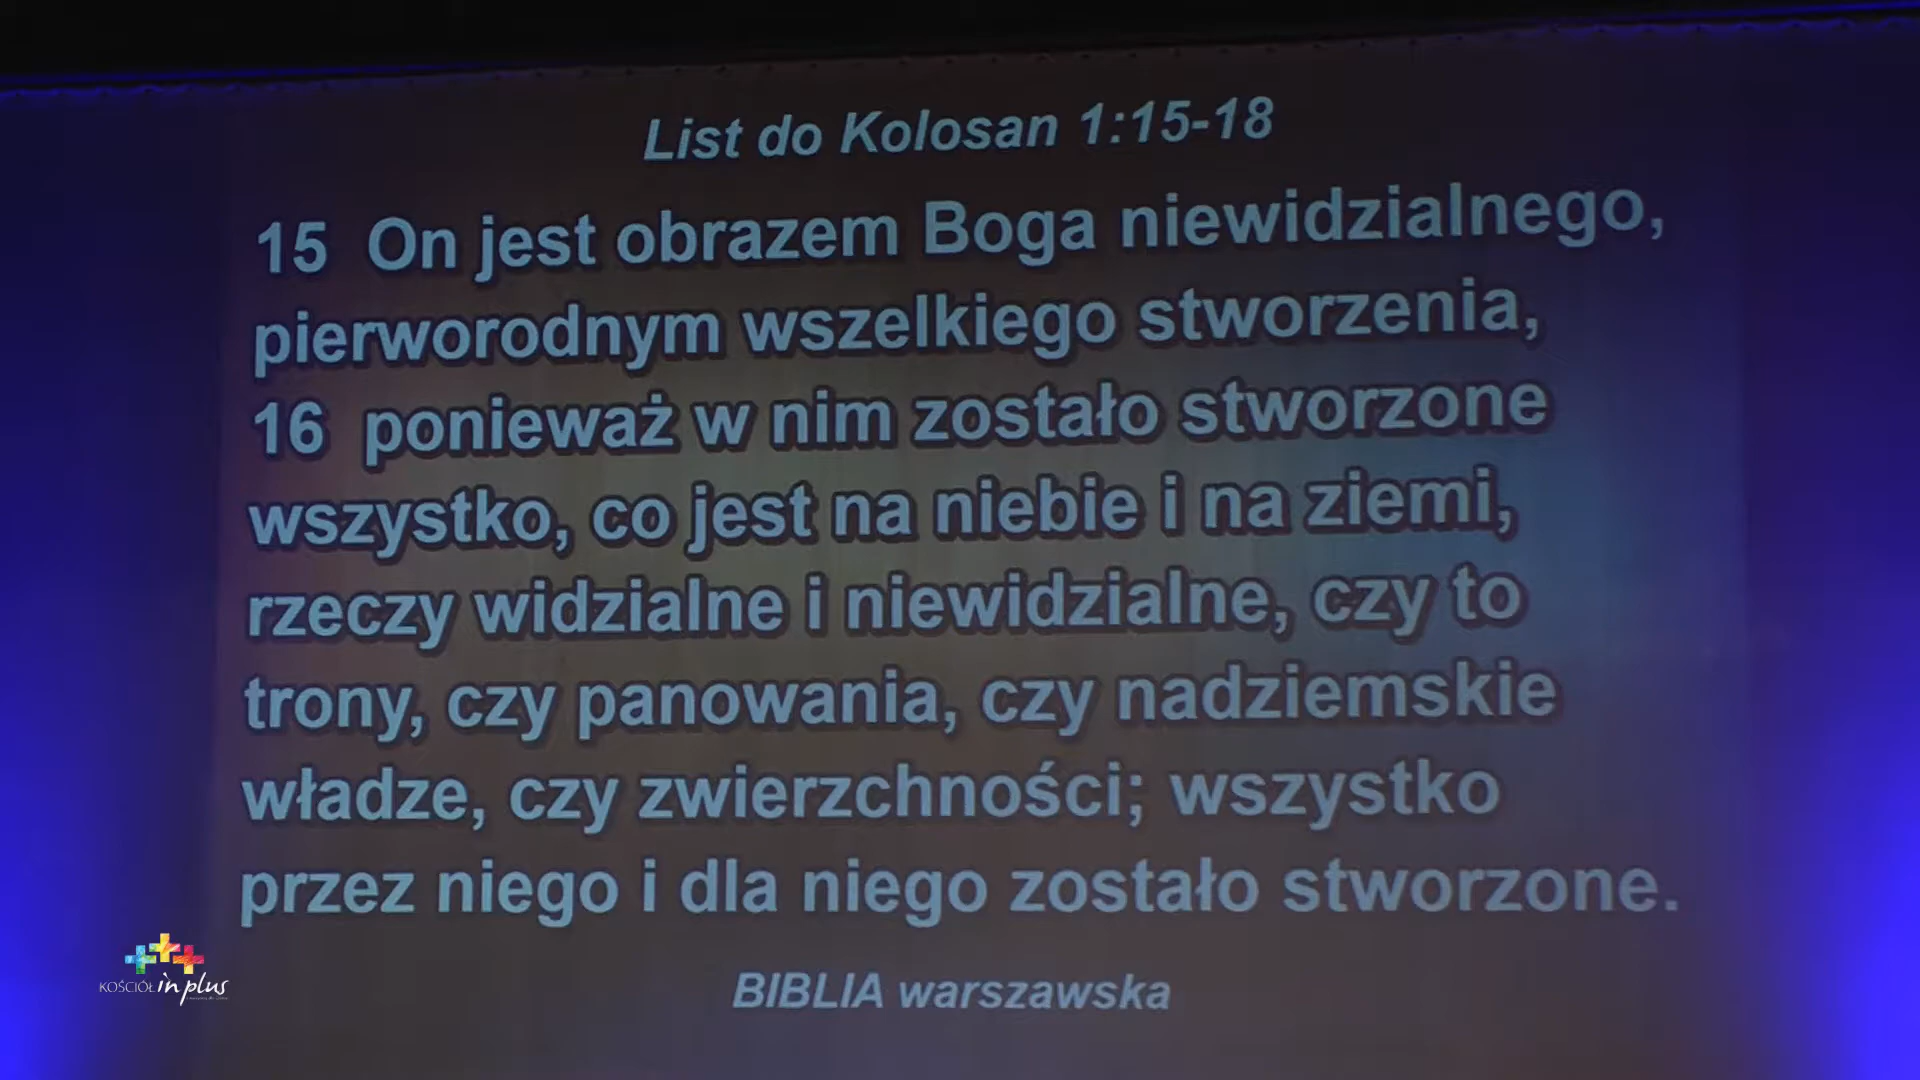 List do Kolosan 1:15-18
15 On jest obrazem Boga niewidzialnego,
pierworodnym wszelkiego stworzenia,
16 ponieważ w nim zostało stworzone
wszystko, co jest na niebie i na ziemi,
rzeczy widzialne i niewidzialne, czy to
trony, czy panowania, czy nadziemskie
władze, czy zwierzchności; wszystko
przez niego i dla niego zostało stworzone.
KOŚCIÓŁ in plus
BIBLIA warszawska